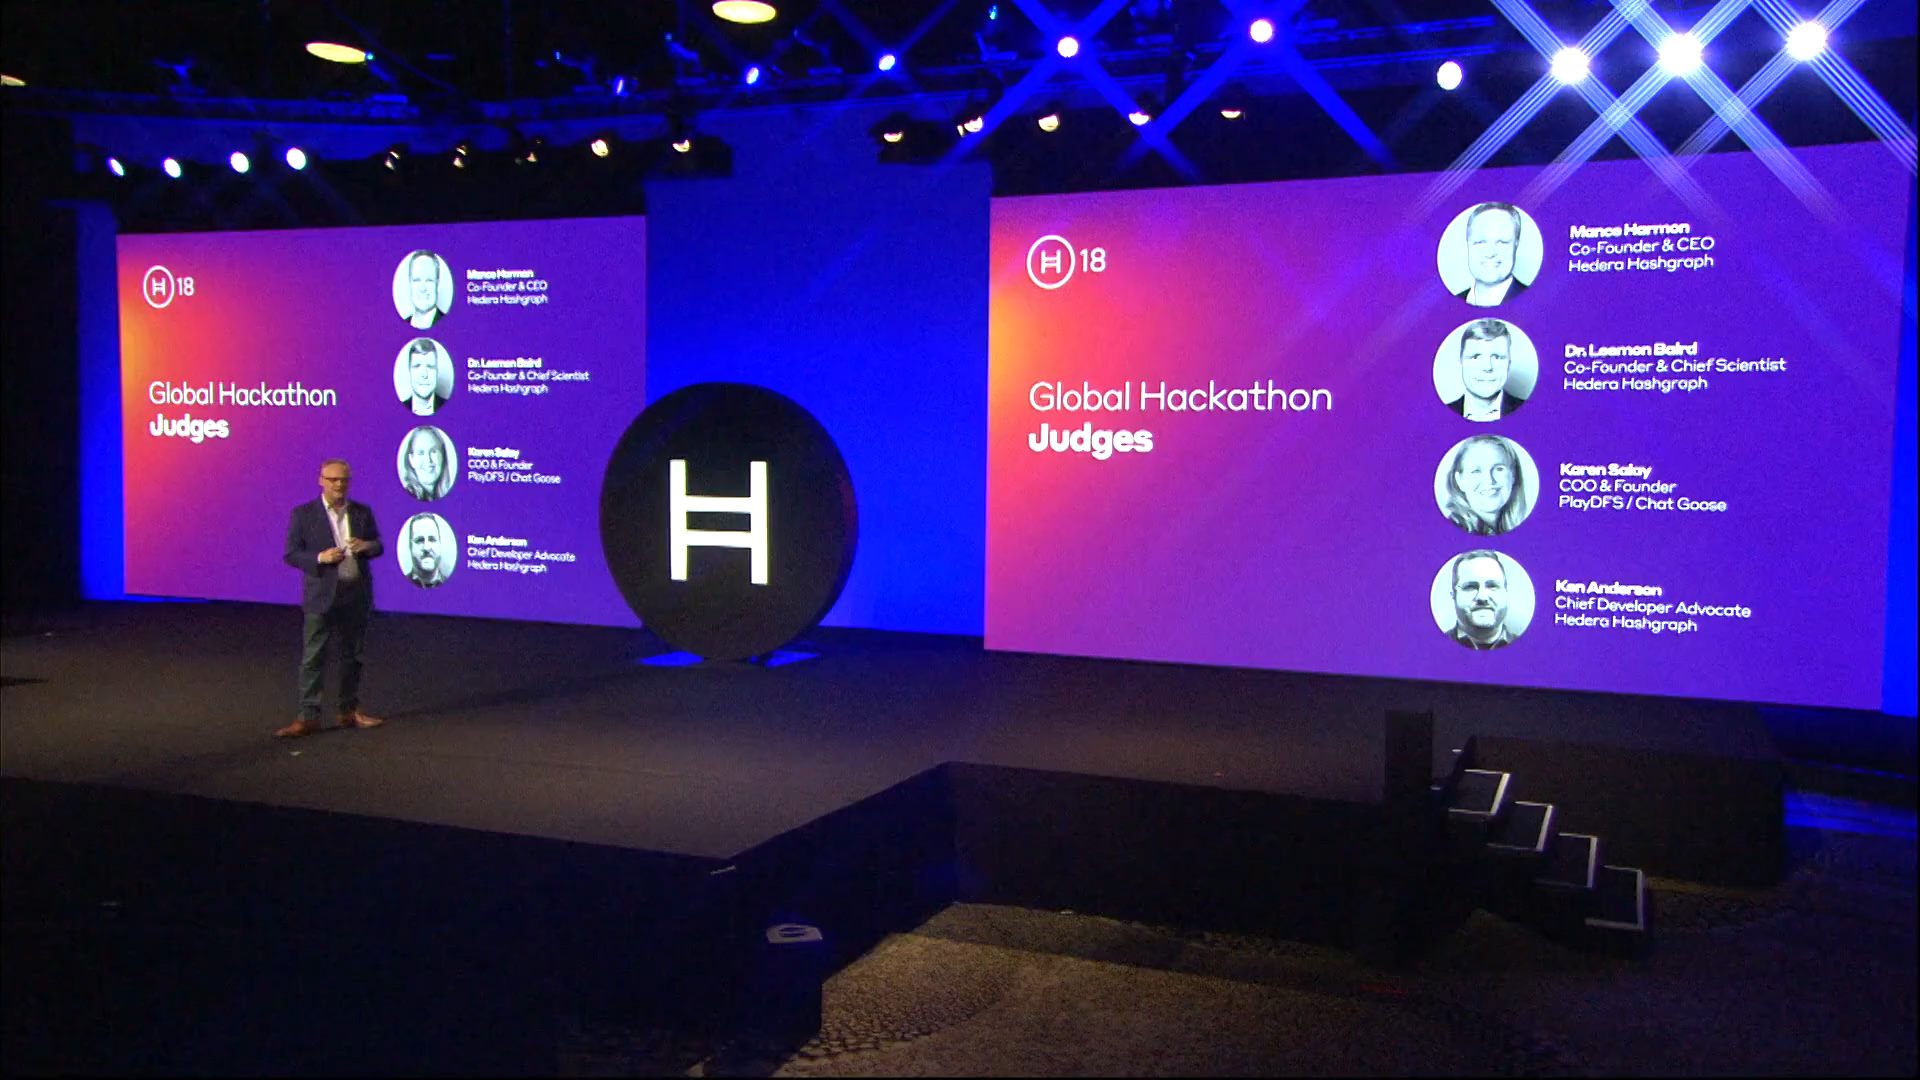 H 18
Global Hackathon
Judges
Mance Harmon
Co-Founder & CEO
Hedera Hashgraph
Dr. Leemon Baird
Co-Founder & Chief Scientist
Hedera Hashgraph
Karen Salay
COO & Founder
PlayDFS / Chat Goose
Ken Anderson
Chief Developer Advocate
Hedera Hashgraph
H
H 18
Global Hackathon
Judges
Mance Harmon
Co-Founder & CEO
Hedera Hashgraph
Dr. Leemon Baird
Co-Founder & Chief Scientist
Hedera Hashgraph
Karen Salay
COO & Founder
PlayDFS / Chat Goose
Ken Anderson
Chief Developer Advocate
Hedera Hashgraph